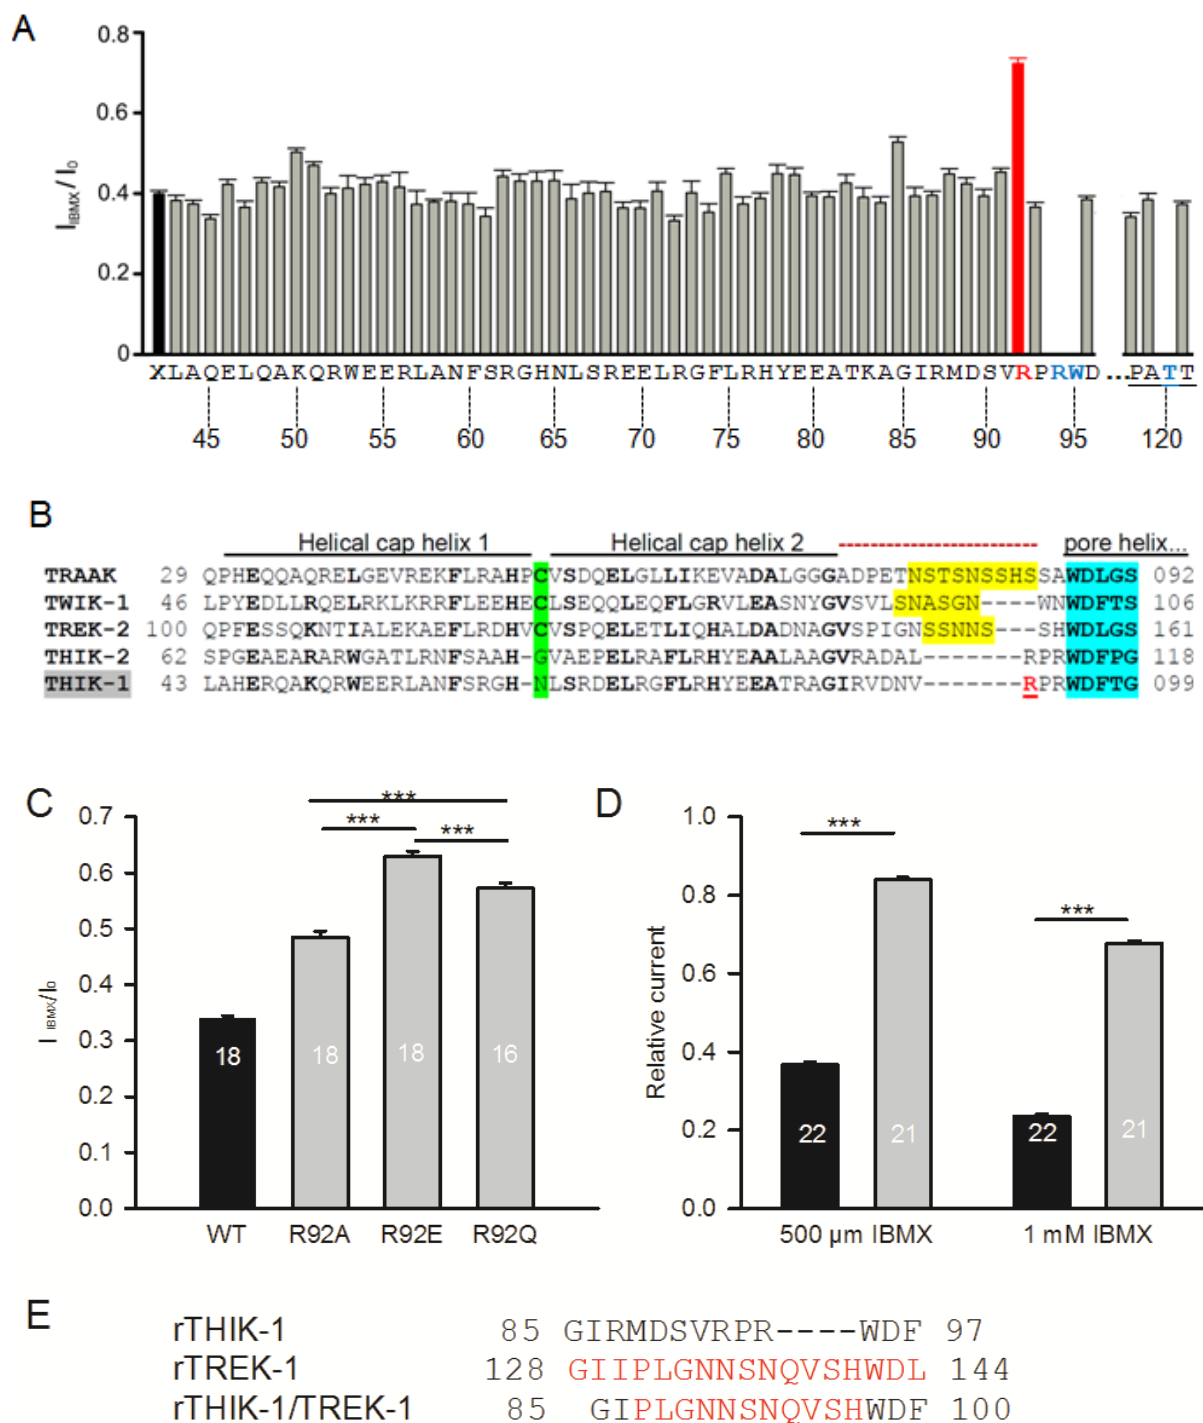 A
0.8
0.6
0.4
0.2
0
I IBMX / I0
XLAQELQAKQRWEERLANFSRGHNLSREELRGFLRHYEEATKAGIRMDSVRPRWD...PATT
45 50 55 60 65 70 75 80 85 90 95 120
B
Helical cap helix 1 Helical cap helix 2 pore helix...
TRAAK 29 QPHEQQAQRELGEVREKFLRAHPCVSDQELGLLIKEVADALGGGADPETNSTSNSSHSSAWDLGS 092
TWIK-1 46 LPYEDLLRQELRKLKRRFLEEHECLSEQQLEQFLGRVLEASNYGVSVLSNASGN----WNWDFTS 106
TREK-2 100 QPFESSQKNTIALEKAEFLRDHVCVSPQELETLIQHALDADNAGVSPIGNSSNNS---SHWDLGS 161
THIK-2 62 SPGEAEARARWGATLRNFSAAH-GVAEPELRAFLRHYEAALAAGVRADAL-------RPRWDFPG 118
THIK-1 43 LAHERQAKQRWEERLANFSRGH-NLSRDELRGFLRHYEEATRAGIRVDNV-------RPRWDFTG 099
C
0.7
0.6
0.5
0.4
0.3
0.2
0.1
0.0
I IBMX/I0
***
*** ***
18 18 18 16
WT R92A R92E R92Q
D
1.0
0.8
0.6
0.4
0.2
0.0
Relative current
***
***
22 21 22 21
500 µm IBMX 1 mM IBMX
E
rTHIK-1 85 GIRMDSVRPR----WDF 97
rTREK-1 128 GIIPLGNNSNQVSHWDL 144
rTHIK-1/TREK-1 85 GIPLGNNSNQVSHWDF 100